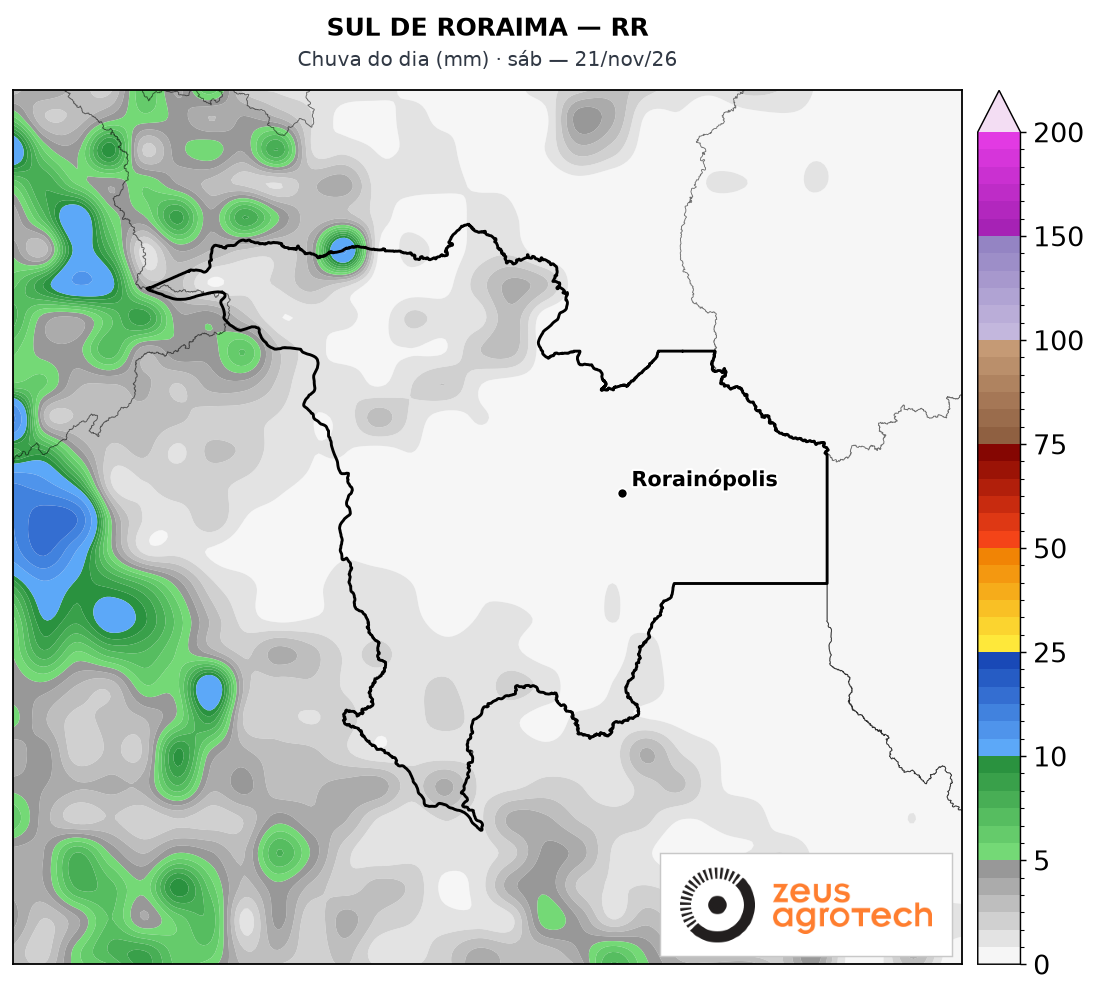 SUL DE RORAIMA — RR
Chuva do dia (mm) · sáb — 21/nov/26
200
150
100
75
50
25
10
5
0
Rorainópolis
zeus
agrotech